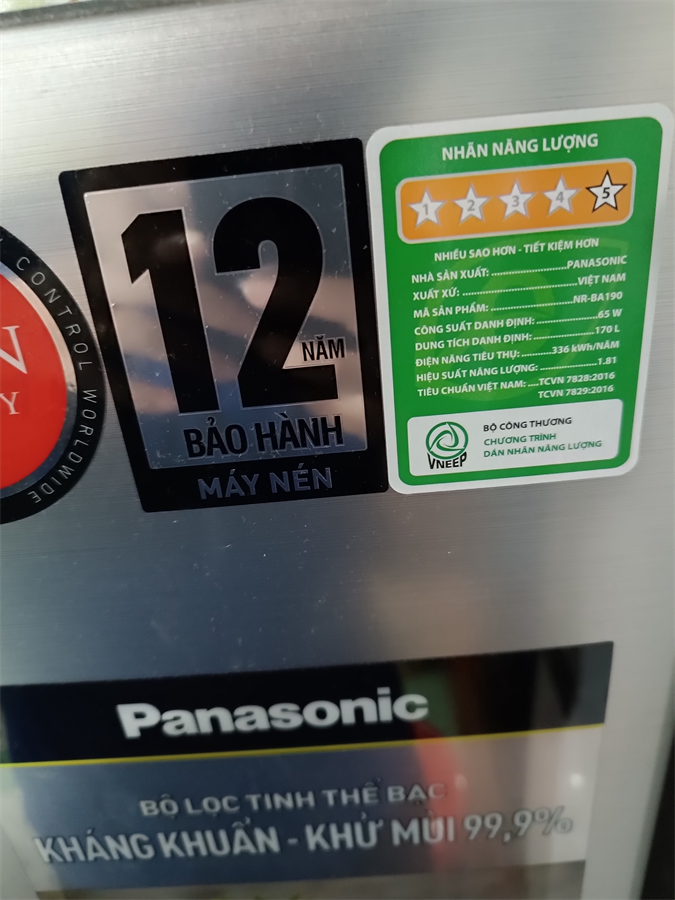 CONTROL WORLDWIDE
N
Y
12
NĂM
BẢO HÀNH
MÁY NÉN
NHÃN NĂNG LƯỢNG
1 2 3 4 5
NHIỀU SAO HƠN - TIẾT KIỆM HƠN
NHÀ SẢN XUẤT:........................PANASONIC
XUẤT XỨ: ....................................VIỆT NAM
MÃ SẢN PHẨM: ..........................NR-BA190
CÔNG SUẤT DANH ĐỊNH: ...................65 W
DUNG TÍCH DANH ĐỊNH:...................170 L
ĐIỆN NĂNG TIÊU THỤ: ..........336 kWh/NĂM
HIỆU SUẤT NĂNG LƯỢNG: ..................1.81
TIÊU CHUẨN VIỆT NAM: ....TCVN 7828:2016
TCVN 7829:2016
VNEEP
BỘ CÔNG THƯƠNG
CHƯƠNG TRÌNH
DÁN NHÃN NĂNG LƯỢNG
Panasonic
BỘ LỌC TINH THỂ BẠC
KHÁNG KHUẨN - KHỬ MÙI 99,9%